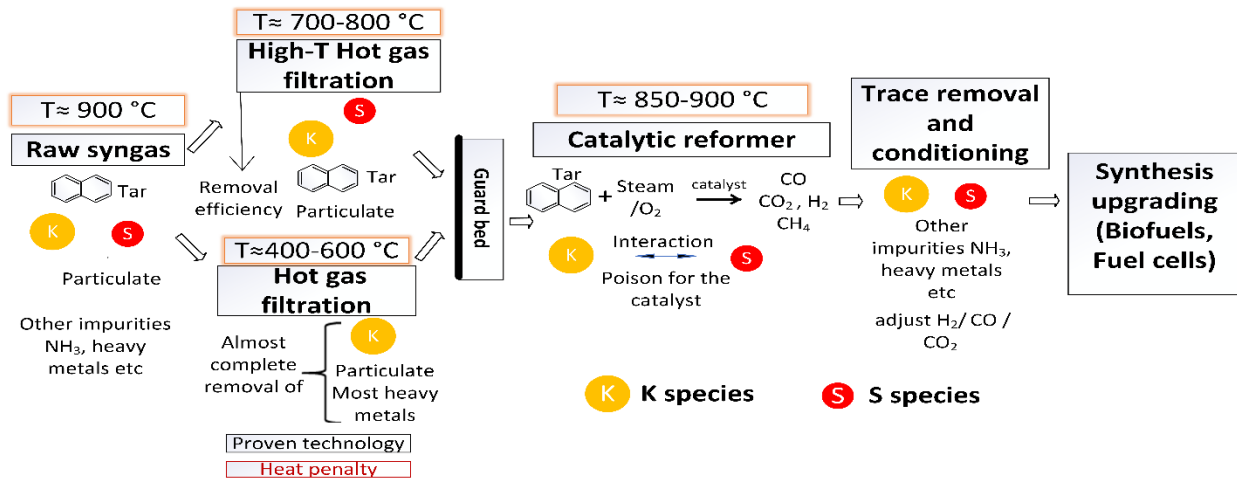 T≈ 900 °C
Raw syngas
Tar
K
S
Particulate
Other impurities
NH₃, heavy
metals etc
T≈ 700-800 °C
High-T Hot gas
filtration
S
K
Tar
Removal
efficiency
Particulate
T≈400-600 °C
Hot gas
filtration
K
Almost
complete
removal of
Particulate
Most heavy
metals
Proven technology
Heat penalty
Guard bed
T≈ 850-900 °C
Catalytic reformer
Tar
+ Steam
/O₂
catalyst
CO
CO₂, H₂
CH₄
K
Interaction
S
Poison for the
catalyst
Trace removal
and
conditioning
K
S
Other
impurities NH₃,
heavy metals
etc
adjust H₂/ CO /
CO₂
Synthesis
upgrading
(Biofuels,
Fuel cells)
K K species
S S species